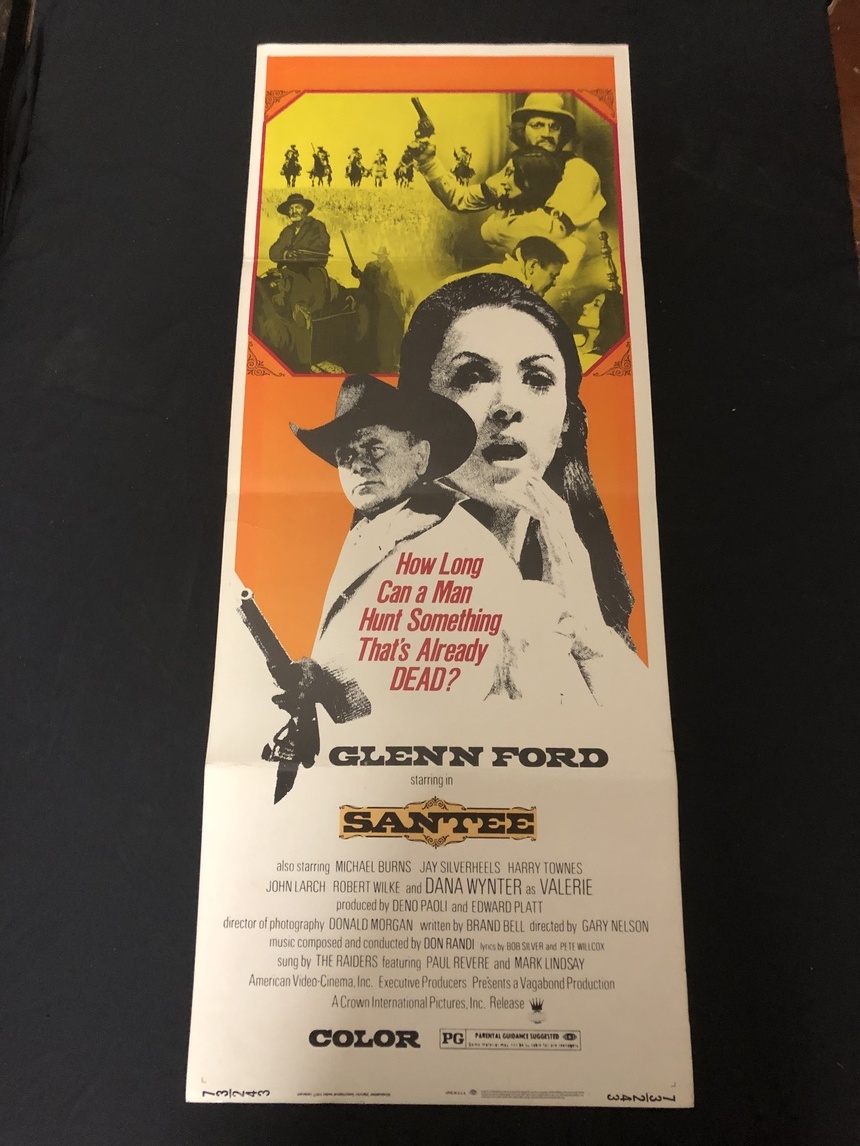 How Long
Can a Man
Hunt Something
That's Already
DEAD?
GLENN FORD
starring in
SANTEE
also starring MICHAEL BURNS JAY SILVERHEELS HARRY TOWNES
JOHN LARCH ROBERT WILKE and DANA WYNTER as VALERIE
produced by DENO PAOLI and EDWARD PLATT
director of photography DONALD MORGAN written by BRAND BELL directed by GARY NELSON
music composed and conducted by DON RANDI lyrics by BOB SILVER and PETE WILLCOX
sung by THE RAIDERS featuring PAUL REVERE and MARK LINDSAY
American Video-Cinema, Inc. Executive Producers Presents a Vagabond Production
A Crown International Pictures, Inc. Release
COLOR PG PARENTAL GUIDANCE SUGGESTED
73/243 73/243